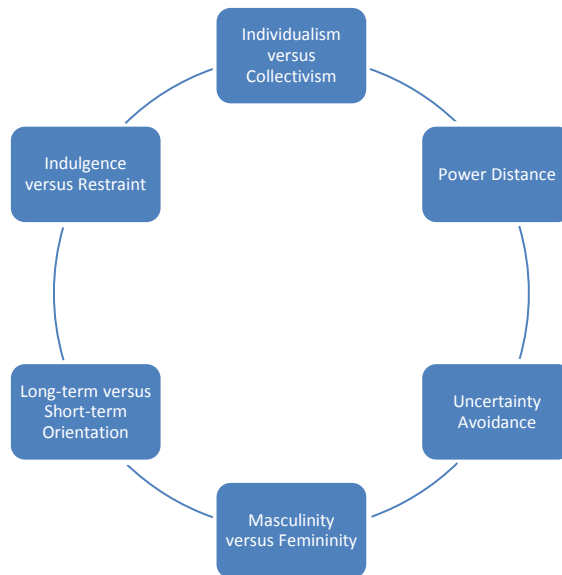 Individualism
versus
Collectivism
Power Distance
Uncertainty
Avoidance
Masculinity
versus Femininity
Long-term versus
Short-term
Orientation
Indulgence
versus Restraint